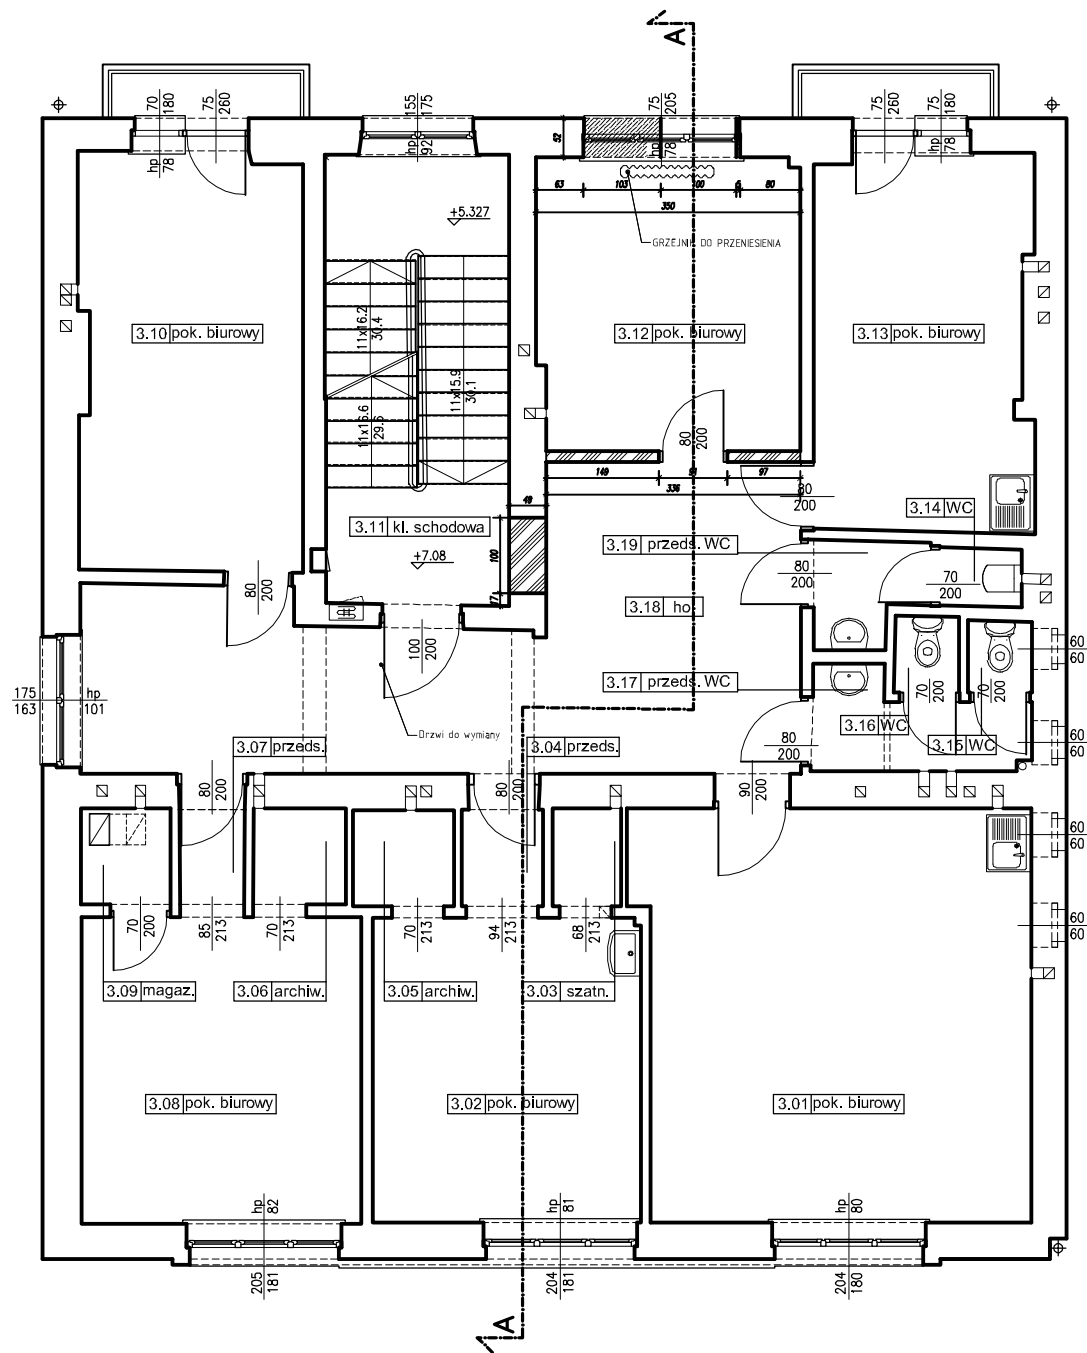 A
70
180
75
260
155
175
75
205
75
260
75
180
hp
78
hp
92
52
hp
78
hp
78
63
103
100
80
350
+5.327
GRZEJNIK DO PRZENIESIENIA
11x16.2
30.4
3.10 pok. biurowy
3.12 pok. biurowy
3.13 pok. biurowy
11x15.9
30.1
11x16.6
29.6
80
200
149
91
97
336
80
200
49
3.14 WC
3.11 kl. schodowa
3.19 przeds. WC
100
+7.08
80
200
80
200
70
200
17
3.18 hol
100
200
60
60
175
163
hp
101
3.17 przeds. WC
70
200
70
200
3.16 WC
Drzwi do wymiany
3.07 przeds.
3.04 przeds.
80
200
3.15 WC
60
60
80
200
80
200
90
200
60
60
70
200
85
213
70
213
70
213
94
213
68
213
60
60
3.09 magaz.
3.06 archiw.
3.05 archiw.
3.03 szatn.
3.08 pok. biurowy
3.02 pok. biurowy
3.01 pok. biurowy
hp
82
hp
81
hp
80
205
181
204
181
204
180
A